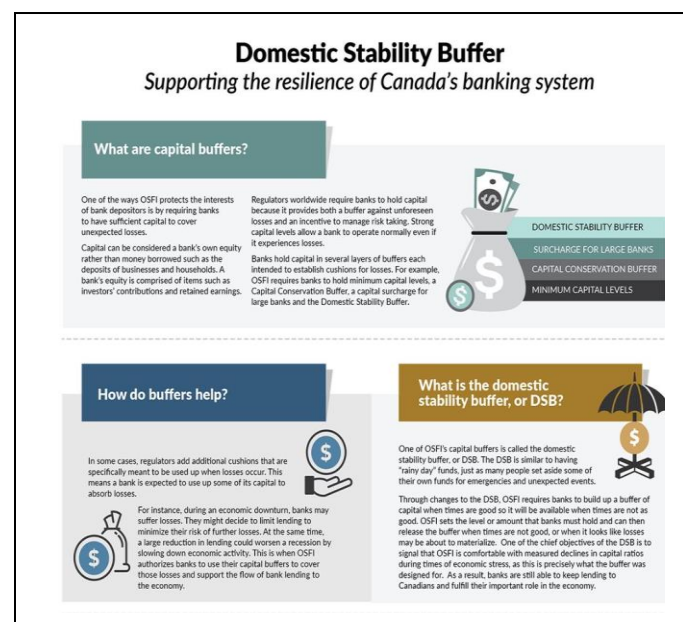 Domestic Stability Buffer
Supporting the resilience of Canada's banking system
What are capital buffers?
One of the ways OSFI protects the interests
of bank depositors is by requiring banks
to have sufficient capital to cover
unexpected losses.
Capital can be considered a bank's own equity
rather than money borrowed such as the
deposits of businesses and households. A
bank's equity is comprised of items such as
investors' contributions and retained earnings.
Regulators worldwide require banks to hold capital
because it provides both a buffer against unforeseen
losses and an incentive to manage risk taking. Strong
capital levels allow a bank to operate normally even if
it experiences losses.
Banks hold capital in several layers of buffers each
intended to establish cushions for losses. For example,
OSFI requires banks to hold minimum capital levels, a
Capital Conservation Buffer, a capital surcharge for
large banks and the Domestic Stability Buffer.
DOMESTIC STABILITY BUFFER
SURCHARGE FOR LARGE BANKS
CAPITAL CONSERVATION BUFFER
MINIMUM CAPITAL LEVELS
$
$
$
How do buffers help?
In some cases, regulators add additional cushions that are
specifically meant to be used up when losses occur. This
means a bank is expected to use up some of its capital to
absorb losses.
$
For instance, during an economic downturn, banks may
suffer losses. They might decide to limit lending to
minimize their risk of further losses. At the same time,
a large reduction in lending could worsen a recession by
slowing down economic activity. This is when OSFI
authorizes banks to use their capital buffers to cover
those losses and support the flow of bank lending to
the economy.
$
What is the domestic
stability buffer, or DSB?
$
One of OSFI's capital buffers is called the domestic
stability buffer, or DSB. The DSB is similar to having
"rainy day" funds, just as many people set aside some of
their own funds for emergencies and unexpected events.
Through changes to the DSB, OSFI requires banks to build up a buffer of
capital when times are good so it will be available when times are not as
good. OSFI sets the level or amount that banks must hold and can then
release the buffer when times are not good, or when it looks like losses
may be about to materialize. One of the chief objectives of the DSB is to
signal that OSFI is comfortable with measured declines in capital ratios
during times of economic stress, as this is precisely what the buffer was
designed for. As a result, banks are still able to keep lending to
Canadians and fulfill their important role in the economy.